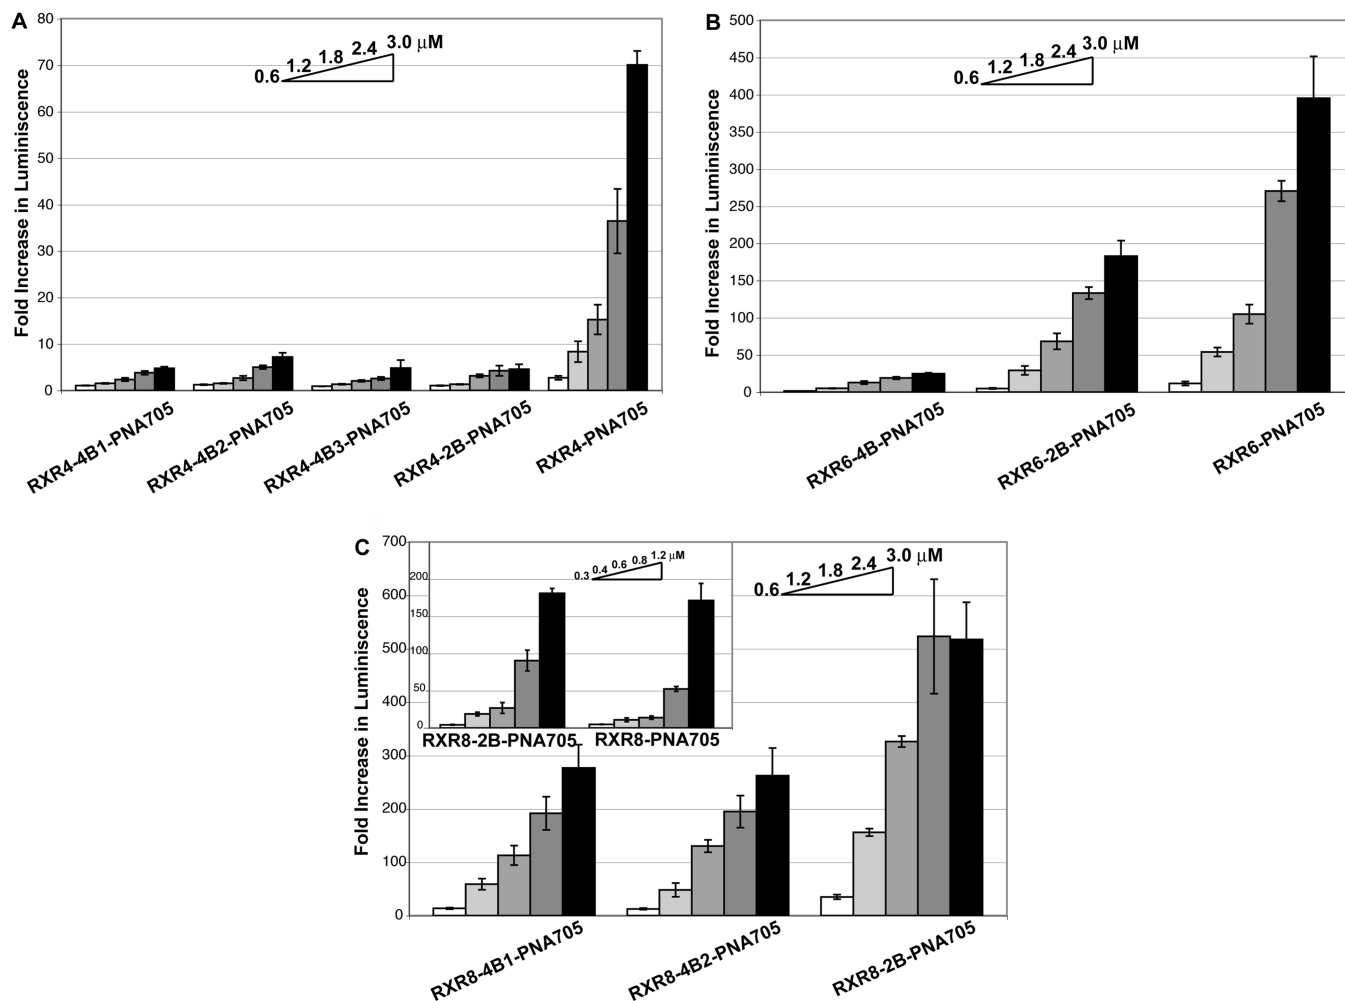 A
Fold Increase in Luminiscence
80
70
60
50
40
30
20
10
0
0.6 1.2 1.8 2.4 3.0 μM
RXR4-4B1-PNA705
RXR4-4B2-PNA705
RXR4-4B3-PNA705
RXR4-2B-PNA705
RXR4-PNA705
B
Fold Increase in Luminiscence
500
450
400
350
300
250
200
150
100
50
0
0.6 1.2 1.8 2.4 3.0 μM
RXR6-4B-PNA705
RXR6-2B-PNA705
RXR6-PNA705
C
Fold Increase in Luminiscence
700
600
500
400
300
200
100
0
200
150
100
50
0
0.3 0.4 0.6 0.8 1.2 μM
RXR8-2B-PNA705
RXR8-PNA705
0.6 1.2 1.8 2.4 3.0 μM
RXR8-4B1-PNA705
RXR8-4B2-PNA705
RXR8-2B-PNA705